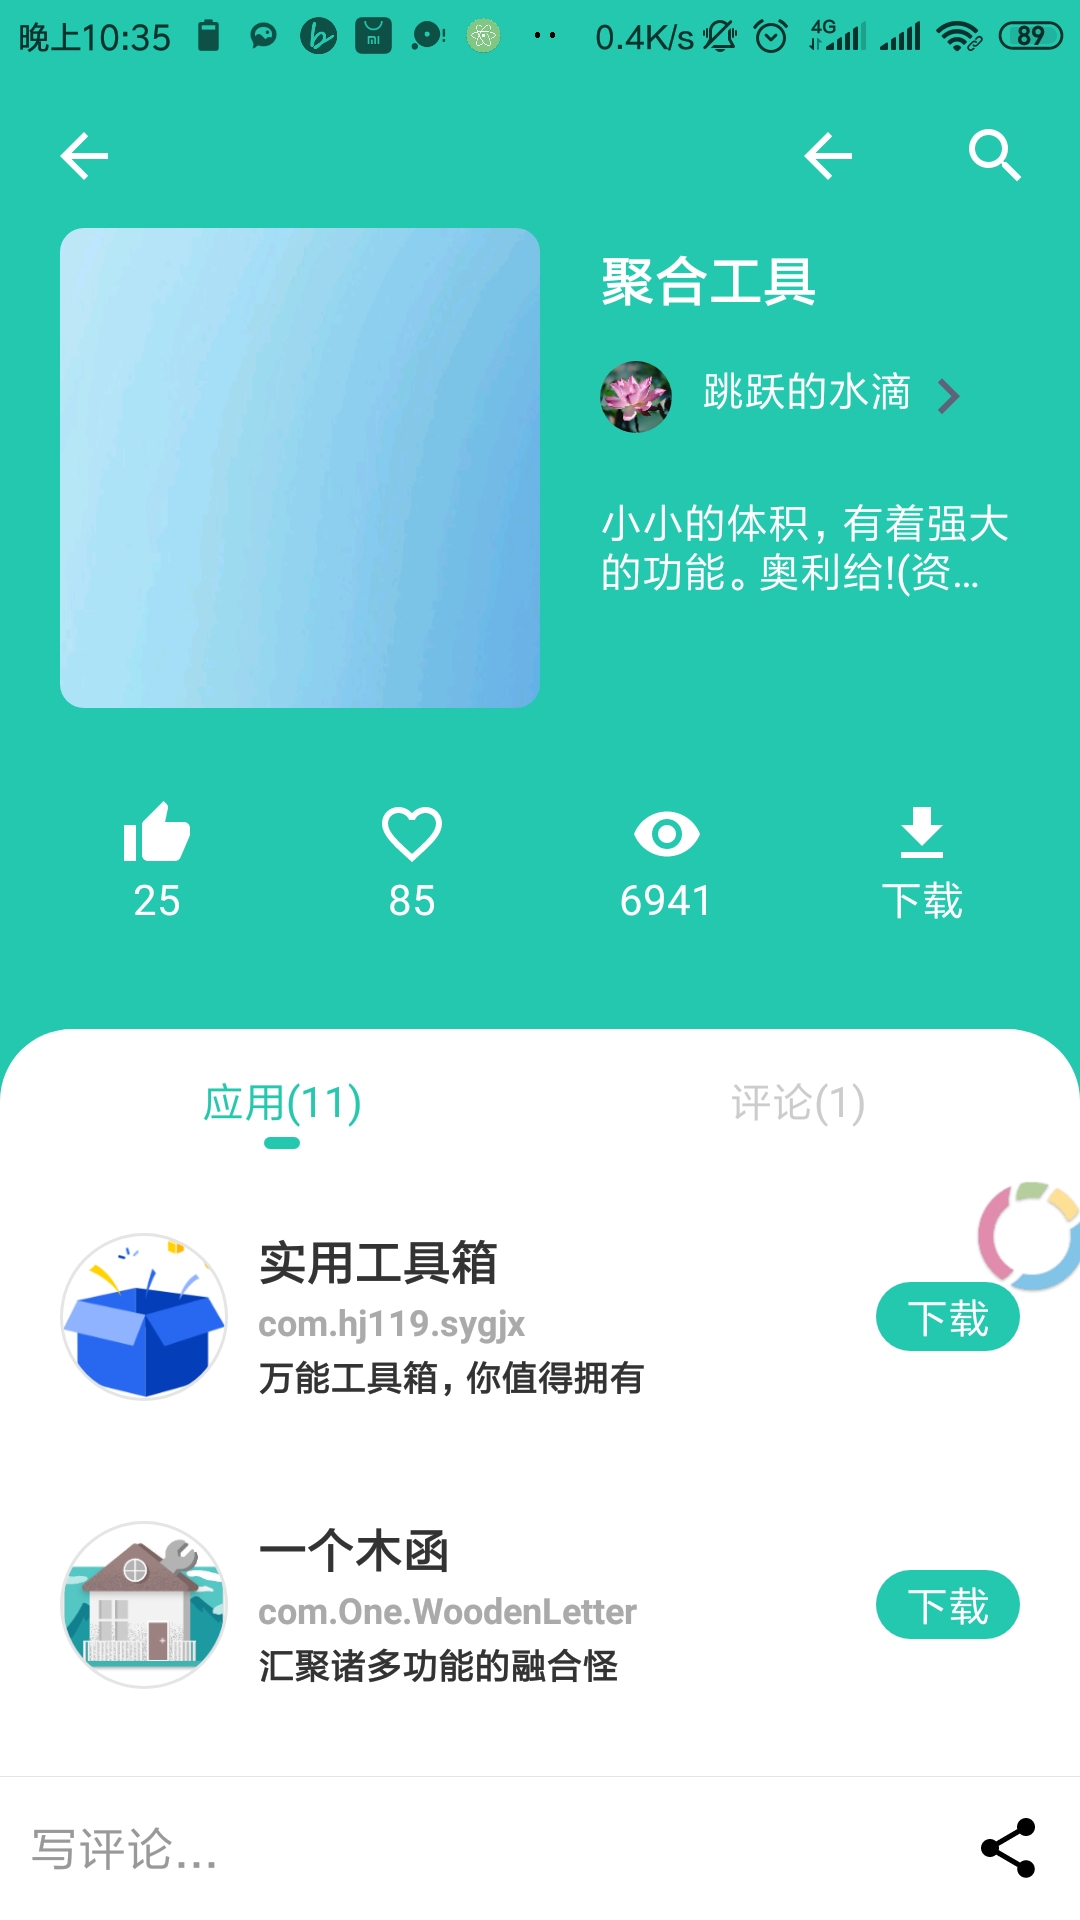 晚上10:35
0.4K/s
4G
89
聚合工具
跳跃的水滴
小小的体积，有着强大
的功能。奥利给!(资...
25
85
6941
下载
应用(11)
评论(1)
实用工具箱
com.hj119.sygjx
万能工具箱，你值得拥有
下载
一个木函
com.One.WoodenLetter
汇聚诸多功能的融合怪
下载
写评论...